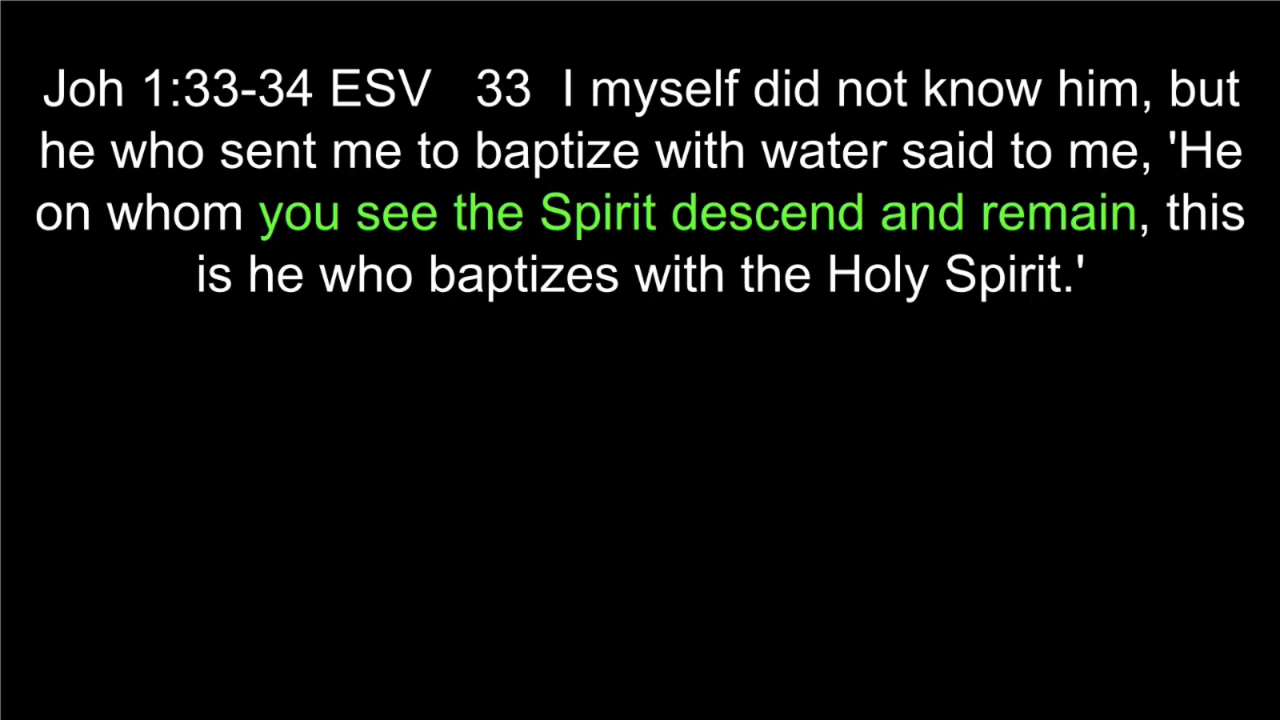 Joh 1:33-34 ESV   33  I myself did not know him, but
he who sent me to baptize with water said to me, 'He
on whom you see the Spirit descend and remain, this
is he who baptizes with the Holy Spirit.'